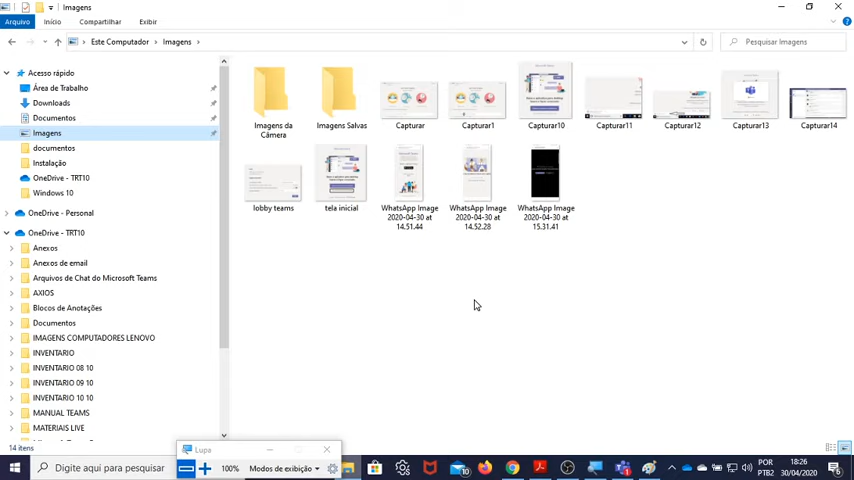 Imagens
Arquivo Início Compartilhar Exibir
Este Computador > Imagens >
Pesquisar Imagens
Acesso rápido
Área de Trabalho
Downloads
Documentos
Imagens
documentos
Instalação
OneDrive - TRT10
Windows 10
OneDrive - Personal
OneDrive - TRT10
Anexos
Anexos de email
Arquivos de Chat do Microsoft Teams
AXIOS
Blocos de Anotações
Documentos
IMAGENS COMPUTADORES LENOVO
INVENTARIO
INVENTARIO 08 10
INVENTARIO 09 10
INVENTARIO 10 10
MANUAL TEAMS
MATERIAIS LIVE
Imagens da
Câmera
Imagens Salvas
Capturar
Capturar1
Capturar10
Capturar11
Capturar12
Capturar13
Capturar14
lobby teams
tela inicial
WhatsApp Image
2020-04-30 at
14.51.44
WhatsApp Image
2020-04-30 at
14.52.28
WhatsApp Image
2020-04-30 at
15.31.41
14 itens
Lupa
100% Modos de exibição
Digite aqui para pesquisar
10
POR
PTB2
18:26
30/04/2020
6